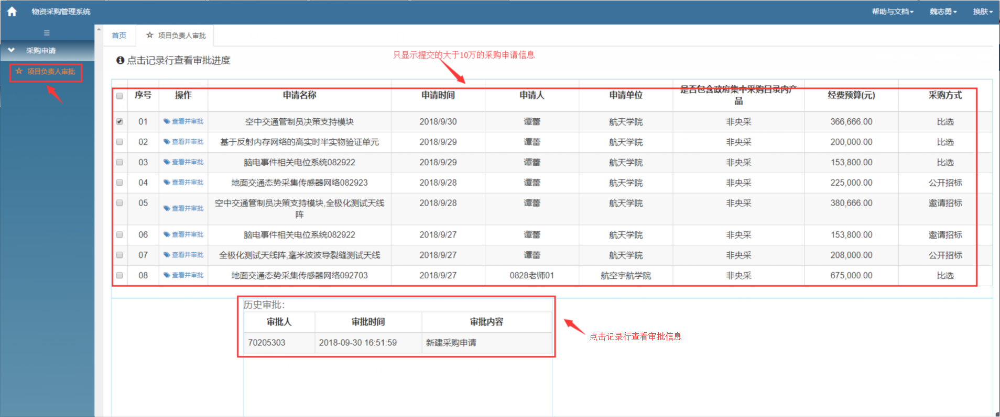 物资采购管理系统
帮助与文档
魏志勇
换肤
首页
项目负责人审批
采购申请
项目负责人审批
点击记录行查看审批进度
只显示提交的大于10万的采购申请信息
序号 操作 申请名称 申请时间 申请人 申请单位 是否包含政府集中采购目录内产 经费预算(元) 采购方式
品
01 查看并审批 空中交通管制员决策支持模块 2018/9/30 谭蕾 航天学院 非央采 366,666.00 比选
02 查看并审批 基于反射内存网络的高实时半实物验证单元 2018/9/29 谭蕾 航天学院 非央采 200,000.00 比选
03 查看并审批 脑电事件相关电位系统082922 2018/9/29 谭蕾 航天学院 非央采 153,800.00 比选
04 查看并审批 地面交通态势采集传感器网络082923 2018/9/28 谭蕾 航天学院 非央采 225,000.00 公开招标
05 查看并审批 空中交通管制员决策支持模块,全极化测试天线 2018/9/28 谭蕾 航天学院 非央采 380,666.00 邀请招标
阵
06 查看并审批 脑电事件相关电位系统082922 2018/9/27 谭蕾 航天学院 非央采 153,800.00 邀请招标
07 查看并审批 全极化测试天线阵,毫米波波导裂缝测试天线 2018/9/27 谭蕾 航天学院 非央采 208,000.00 公开招标
08 查看并审批 地面交通态势采集传感器网络092703 2018/9/27 0828老师01 航空宇航学院 非央采 675,000.00 比选
历史审批:
审批人 审批时间 审批内容
70205303 2018-09-30 16:51:59 新建采购申请
点击记录行查看审批信息